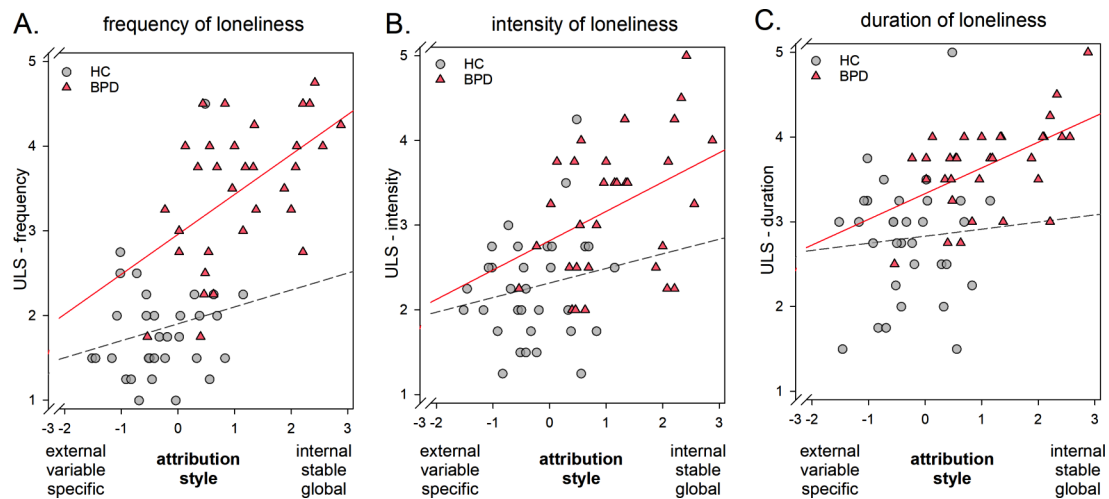 A.
frequency of loneliness
HC
BPD
ULS - frequency
5
4
3
2
1
-2
-1
0
1
2
3
external
variable
specific
attribution
style
internal
stable
global
B.
intensity of loneliness
HC
BPD
ULS - intensity
5
4
3
2
1
-2
-1
0
1
2
3
external
variable
specific
attribution
style
internal
stable
global
C.
duration of loneliness
HC
BPD
ULS - duration
5
4
3
2
1
-2
-1
0
1
2
3
external
variable
specific
attribution
style
internal
stable
global